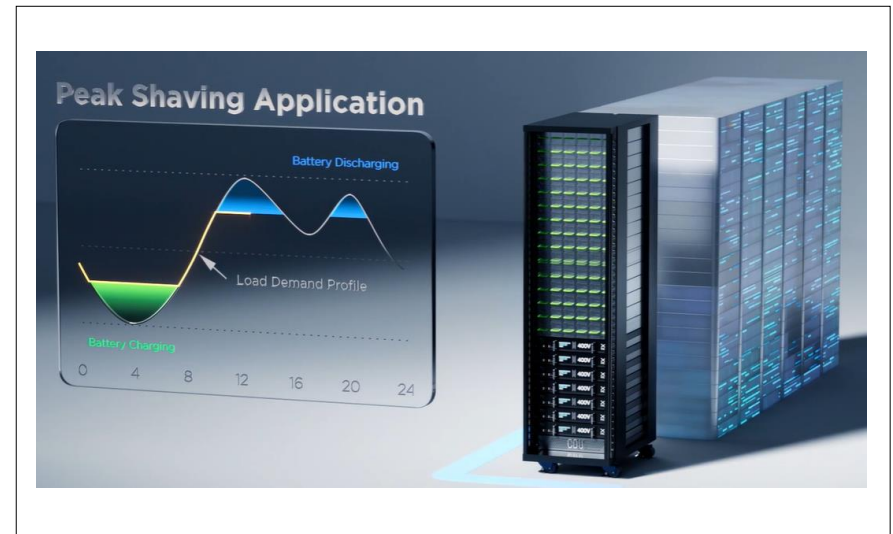 Peak Shaving Application
Battery Discharging
Load Demand Profile
Battery Charging
0 4 8 12 16 20 24
400V
400V
400V
400V
400V
400V
400V
CDU